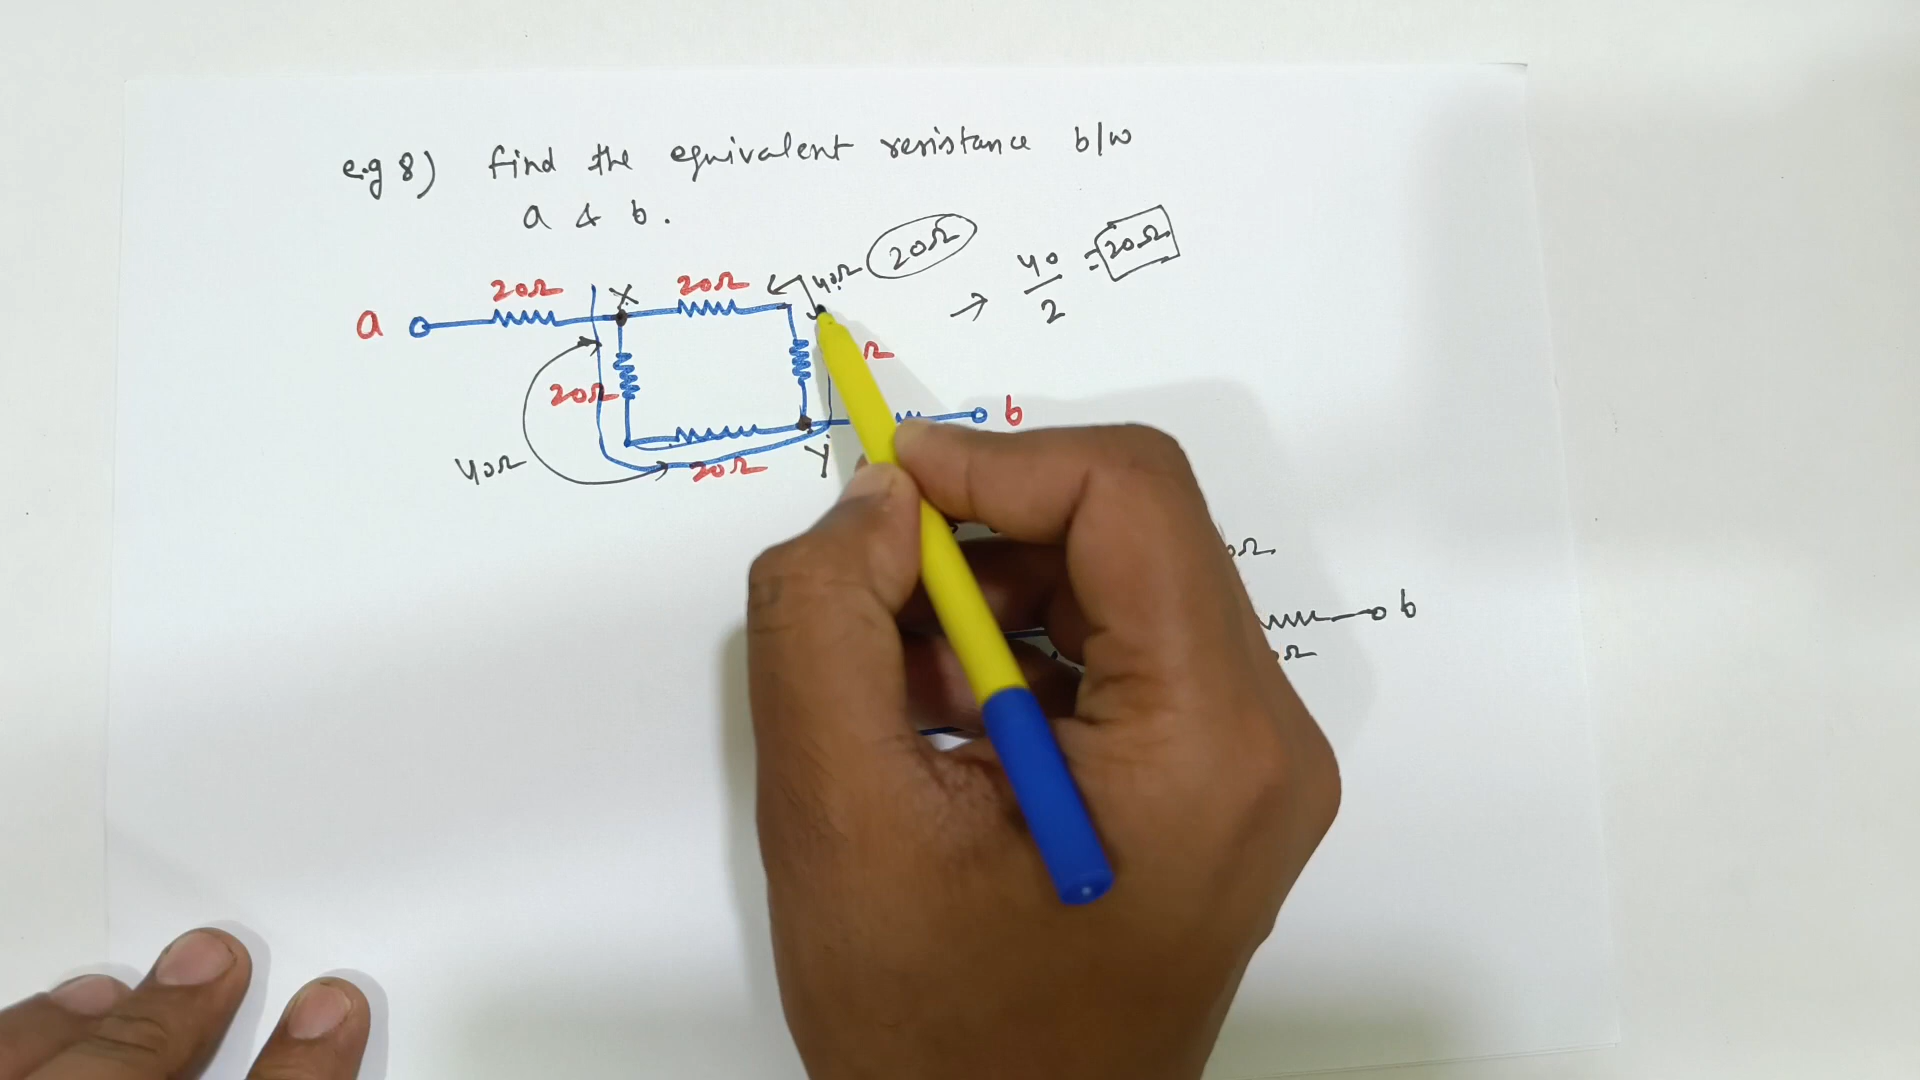 e.g 8) find the equivalent resistance b/w
a & b.
20Ω
40Ω
20Ω X 20Ω
40/2 = 20Ω
a
Ω
20Ω
b
40Ω
20Ω Y
Ω
b
Ω